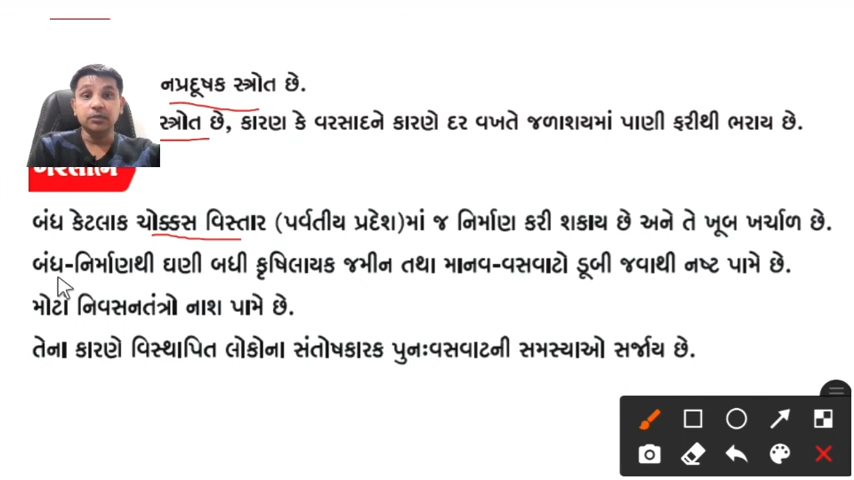 નપ્રદૂષક સ્ત્રોત છે.
સ્ત્રોત છે, કારણ કે વરસાદને કારણે દર વખતે જળાશયમાં પાણી ફરીથી ભરાય છે.
બંધ કેટલાક ચોક્કસ વિસ્તાર (પર્વતીય પ્રદેશ)માં જ નિર્માણ કરી શકાય છે અને તે ખૂબ ખર્ચાળ છે.
બંધ-નિર્માણથી ઘણી બધી કૃષિલાયક જમીન તથા માનવ-વસવાટો ડૂબી જવાથી નષ્ટ પામે છે.
મોટા નિવસનતંત્રો નાશ પામે છે.
તેના કારણે વિસ્થાપિત લોકોના સંતોષકારક પુનઃવસવાટની સમસ્યાઓ સર્જાય છે.